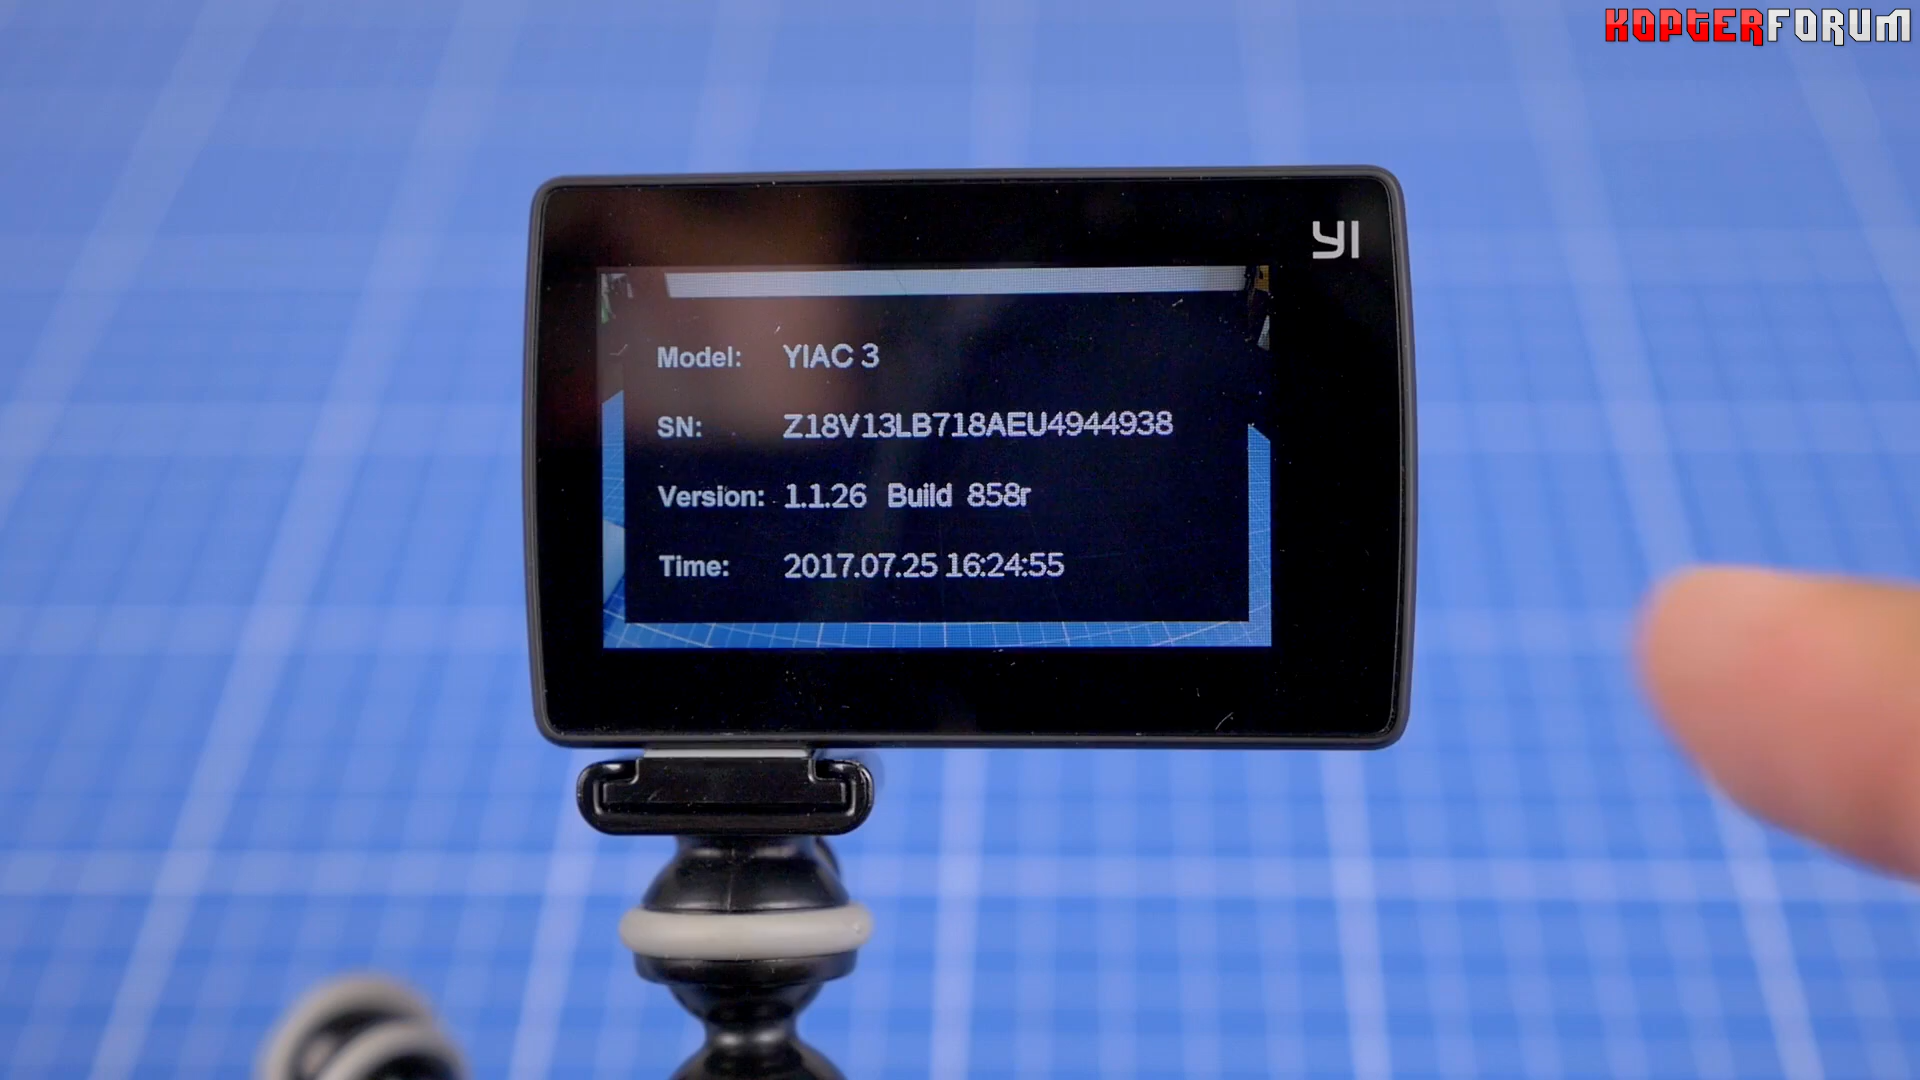 KOPTERFORUM
YI
Model: YIAC 3
SN: Z18V13LB718AEU4944938
Version: 1.1.26 Build 858r
Time: 2017.07.25 16:24:55